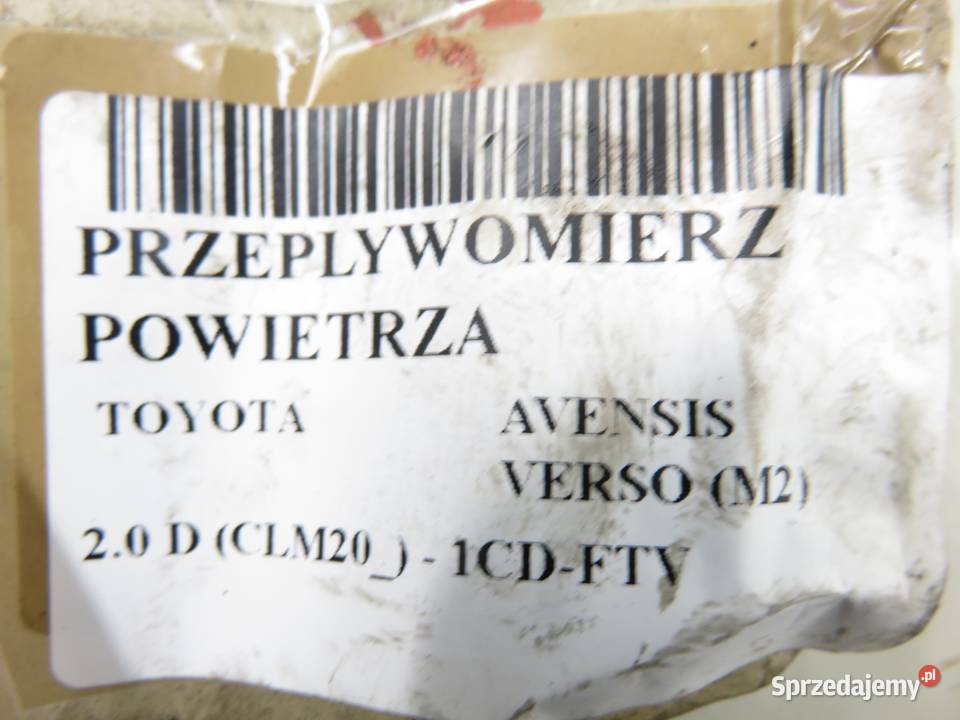 PRZEPLYWOMIERZ
POWIETRZA
TOYOTA AVENSIS
VERSO (M2)
2.0 D (CLM20_) - 1CD-FTV
Sprzedajemy.pl